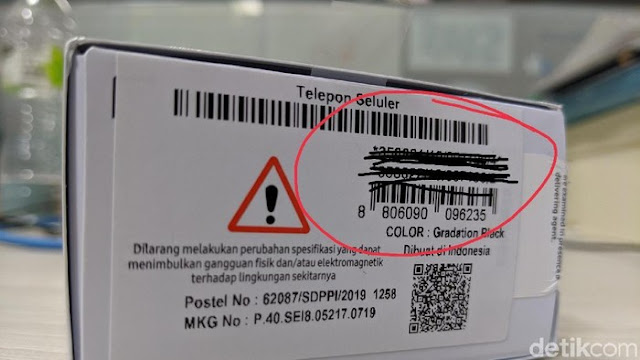 Telepon Seluler
8 806090 096235
COLOR : Gradation Black
Dibuat di Indonesia
Dilarang melakukan perubahan spesifikasi yang dapat
menimbulkan gangguan fisik dan/atau elektromagnetik
terhadap lingkungan sekitarnya
Postel No : 62087/SDPPI/2019 1258
MKG No : P.40.SEI8.05217.0719
delivering agent.
detikcom